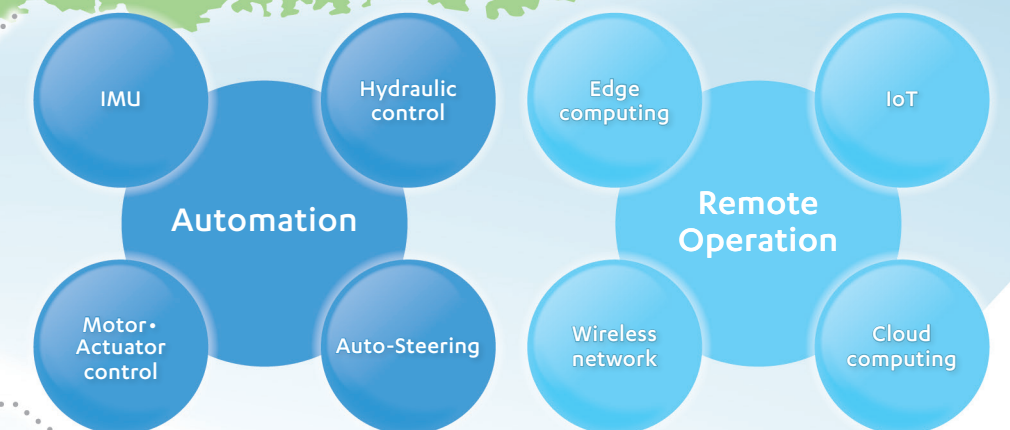 IMU
Hydraulic
control
Automation
Motor・
Actuator
control
Auto-Steering
Edge
computing
IoT
Remote
Operation
Wireless
network
Cloud
computing